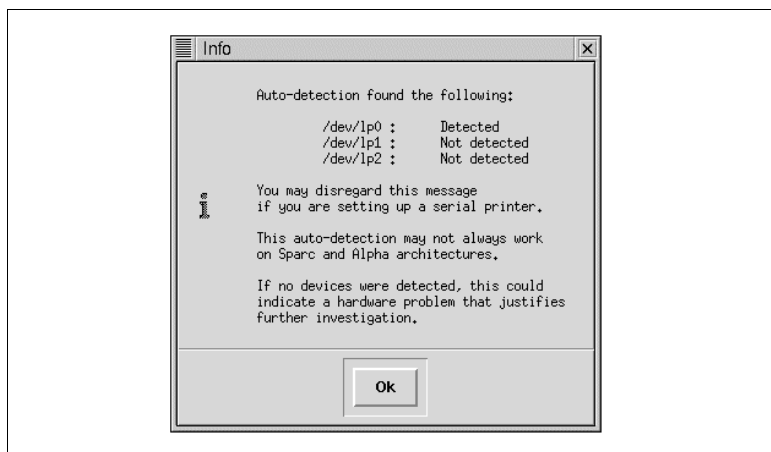 Info
Auto-detection found the following:
/dev/lp0 : Detected
/dev/lp1 : Not detected
/dev/lp2 : Not detected
You may disregard this message
if you are setting up a serial printer.
This auto-detection may not always work
on Sparc and Alpha architectures.
If no devices were detected, this could
indicate a hardware problem that justifies
further investigation.
Ok